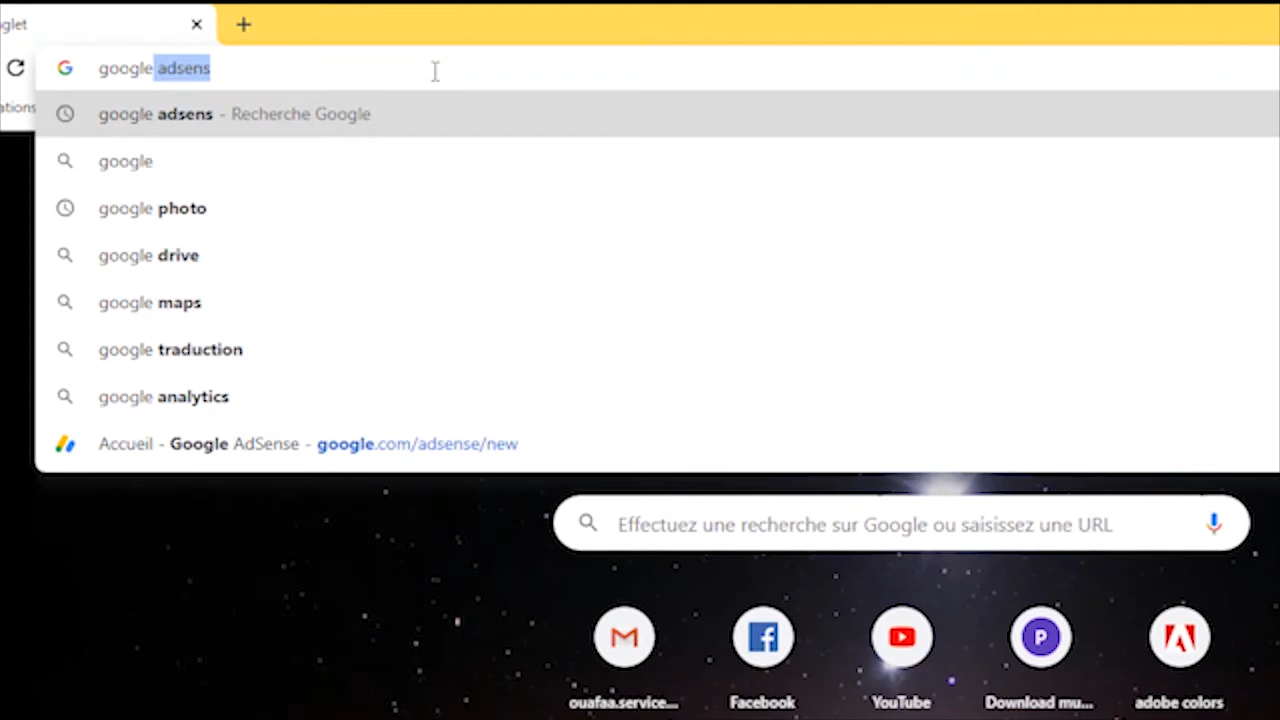 glet
google adsens
ations
google adsens - Recherche Google
google
google photo
google drive
google maps
google traduction
google analytics
Accueil - Google AdSense - google.com/adsense/new
Effectuez une recherche sur Google ou saisissez une URL
P
ouafaa.service... Facebook YouTube Download mu... adobe colors